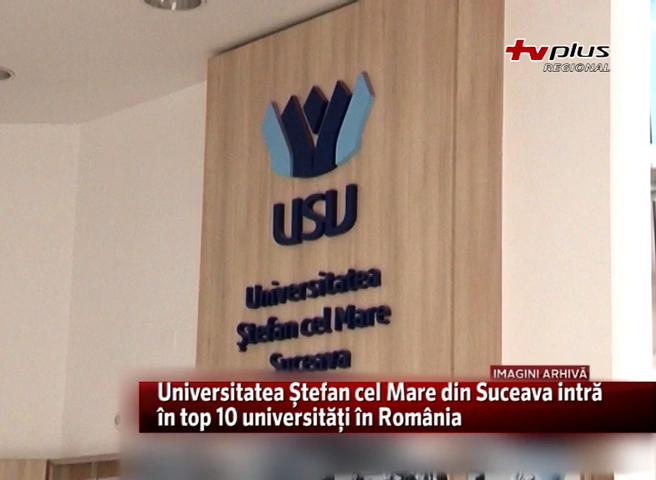 tvplus
REGIONAL
USV
Universitatea
Ștefan cel Mare
Suceava
IMAGINI ARHIVĂ
Universitatea Ștefan cel Mare din Suceava intră
în top 10 universități în România